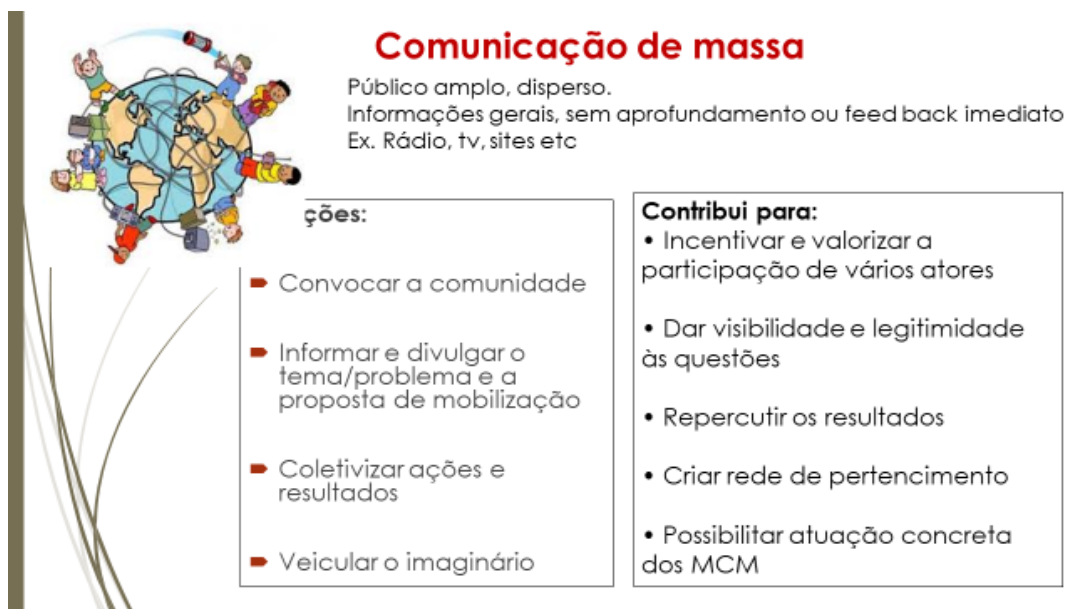 Comunicação de massa
Público amplo, disperso.
Informações gerais, sem aprofundamento ou feed back imediato
Ex. Rádio, tv, sites etc
ções:
Convocar a comunidade
Informar e divulgar o
tema/problema e a
proposta de mobilização
Coletivizar ações e
resultados
Veicular o imaginário
Contribui para:
• Incentivar e valorizar a
participação de vários atores
• Dar visibilidade e legitimidade
às questões
• Repercutir os resultados
• Criar rede de pertencimento
• Possibilitar atuação concreta
dos MCM